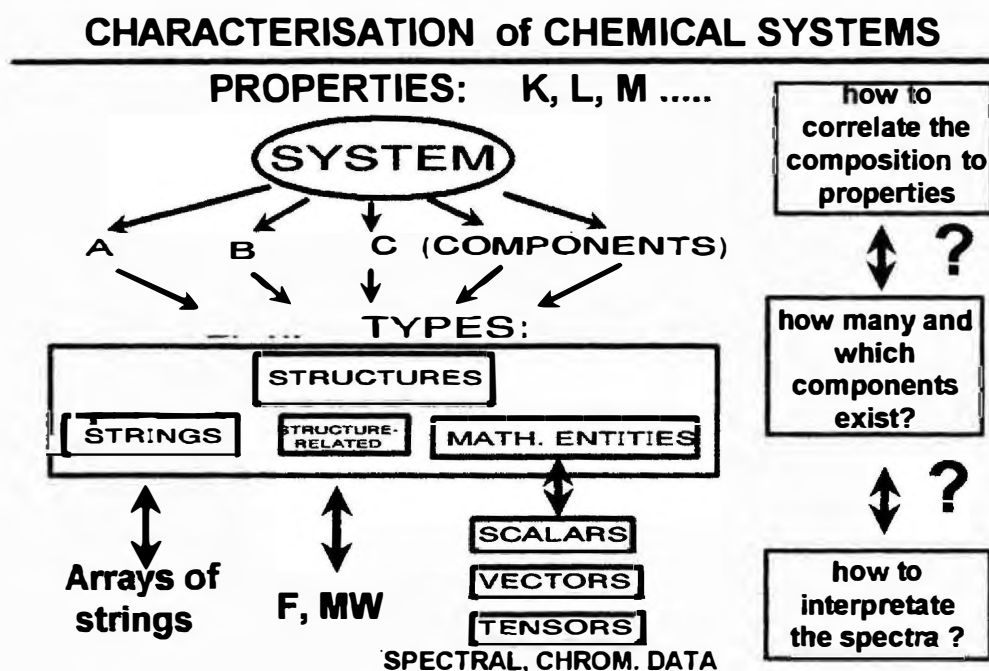 CHARACTERISATION of CHEMICAL SYSTEMS
PROPERTIES: K, L, M .....
SYSTEM
A B C (COMPONENTS)
TYPES:
STRUCTURES
STRINGS
STRUCTURE-
RELATED
MATH. ENTITIES
Arrays of
strings
F, MW
SCALARS
VECTORS
TENSORS
SPECTRAL, CHROM. DATA
how to
correlate the
composition to
properties
?
how many and
which
components
exist?
?
how to
interpretate
the spectra ?